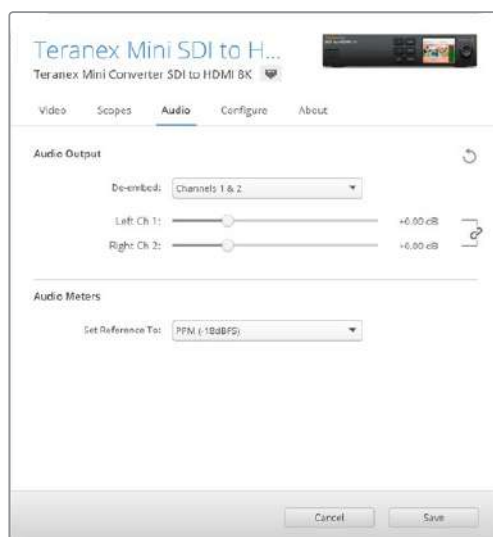 Teranex Mini SDI to H...
Teranex Mini Converter SDI to HDMI 8K
Video Scopes Audio Configure About
Audio Output
De-embed: Channels 1 & 2
Left Ch 1: +0.00 dB
Right Ch 2: +0.00 dB
Audio Meters
Set Reference To: PPM (-18dBFS)
Cancel Save